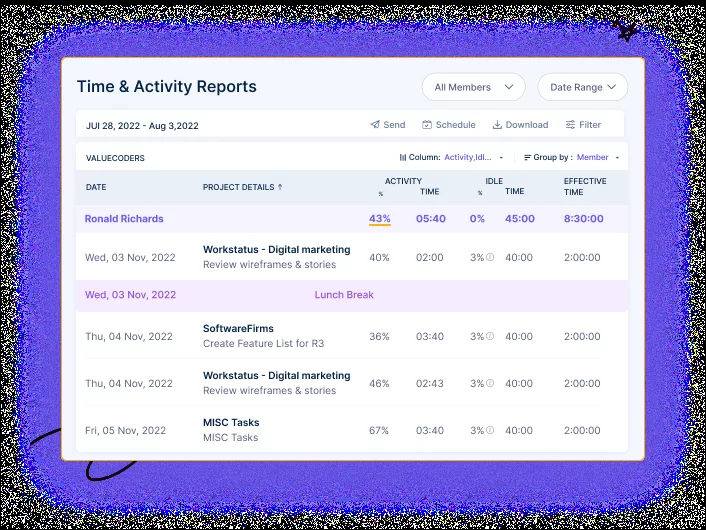 Time & Activity Reports
All Members
Date Range
JUl 28, 2022 - Aug 3,2022
Send
Schedule
Download
Filter
VALUECODERS
Column: Activity,Idl...
Group by : Member
DATE
PROJECT DETAILS ↑
ACTIVITY
% TIME
IDLE
% TIME
EFFECTIVE
TIME
Ronald Richards 43% 05:40 0% 45:00 8:30:00
Wed, 03 Nov, 2022
Workstatus - Digital marketing
Review wireframes & stories
40% 02:00 3% 40:00 2:00:00
Wed, 03 Nov, 2022 Lunch Break
Thu, 04 Nov, 2022
SoftwareFirms
Create Feature List for R3
36% 03:40 3% 40:00 2:00:00
Thu, 04 Nov, 2022
Workstatus - Digital marketing
Review wireframes & stories
46% 02:43 3% 40:00 2:00:00
Fri, 05 Nov, 2022
MISC Tasks
MISC Tasks
67% 03:40 3% 40:00 2:00:00